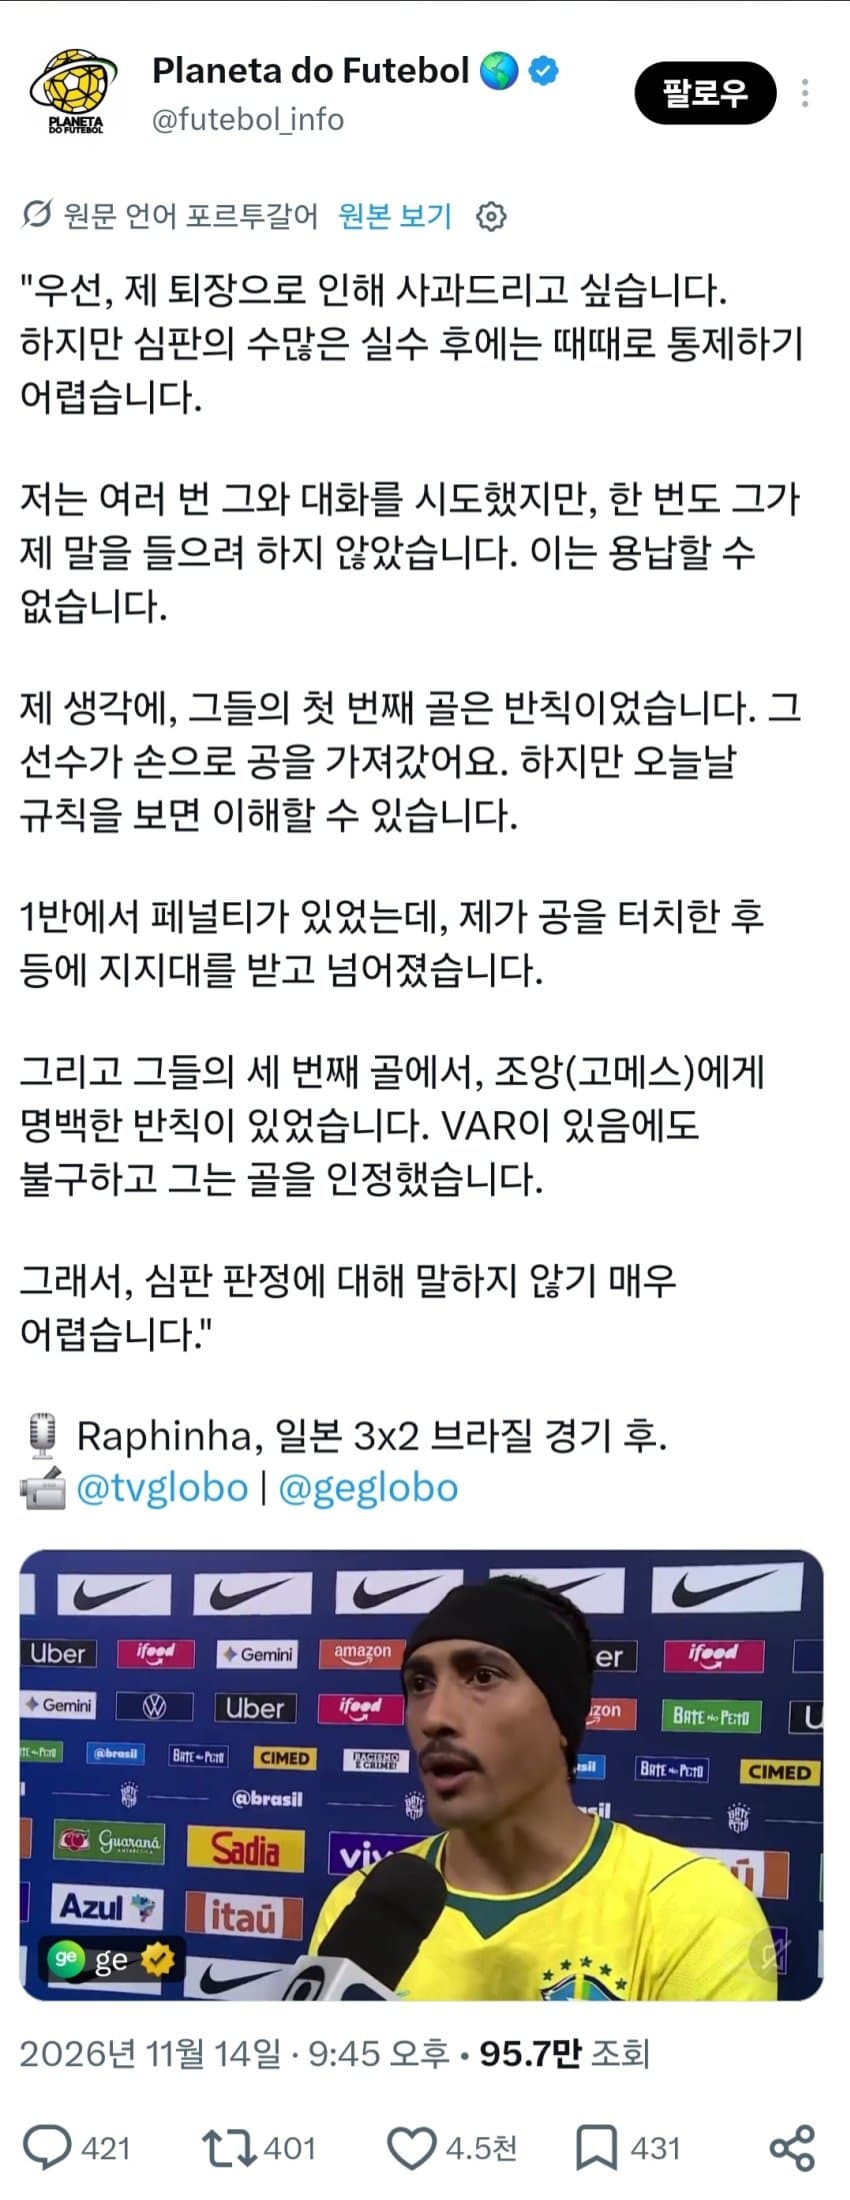 Planeta do Futebol
@futebol_info
팔로우
PLANETA
DO FUTEBOL
원문 언어 포르투갈어 원본 보기
"우선, 제 퇴장으로 인해 사과드리고 싶습니다.
하지만 심판의 수많은 실수 후에는 때때로 통제하기
어렵습니다.
저는 여러 번 그와 대화를 시도했지만, 한 번도 그가
제 말을 들으려 하지 않았습니다. 이는 용납할 수
없습니다.
제 생각에, 그들의 첫 번째 골은 반칙이었습니다. 그
선수가 손으로 공을 가져갔어요. 하지만 오늘날
규칙을 보면 이해할 수 있습니다.
1반에서 페널티가 있었는데, 제가 공을 터치한 후
등에 지지대를 받고 넘어졌습니다.
그리고 그들의 세 번째 골에서, 조앙(고메스)에게
명백한 반칙이 있었습니다. VAR이 있음에도
불구하고 그는 골을 인정했습니다.
그래서, 심판 판정에 대해 말하지 않기 매우
어렵습니다."
Raphinha, 일본 3x2 브라질 경기 후.
@tvglobo | @geglobo
Uber ifood Gemini amazon er ifood
Gemini Uber ifood zon BATE-PETO U
@brasil BATE-PETO CIMED RACISMO É CRIME! BATE-PETO CIMED
@brasil
Guaraná ANTARCTICA Sadia viv
Azul itaú
ge ge
2026년 11월 14일 · 9:45 오후 · 95.7만 조회
421 401 4.5천 431